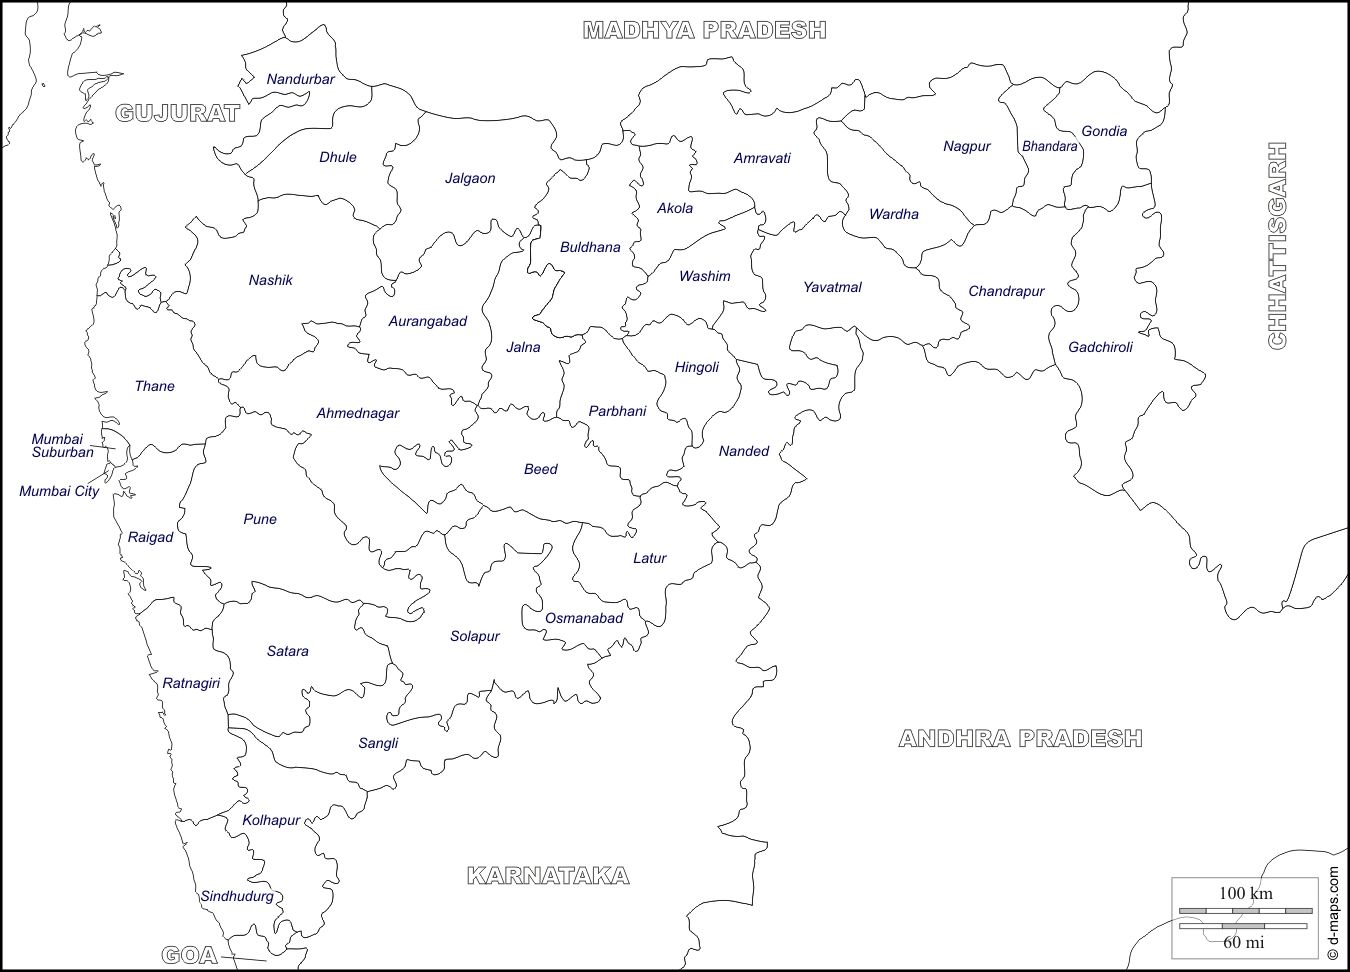 MADHYA PRADESH
Nandurbar
GUJURAT
Dhule
Jalgaon
Amravati
Nagpur
Bhandara
Gondia
Akola
Wardha
CHHATTISGARH
Buldhana
Nashik
Washim
Yavatmal
Chandrapur
Aurangabad
Jalna
Gadchiroli
Hingoli
Thane
Ahmednagar
Parbhani
Mumbai
Suburban
Nanded
Beed
Mumbai City
Pune
Raigad
Latur
Osmanabad
Solapur
Satara
Ratnagiri
Sangli
ANDHRA PRADESH
Kolhapur
KARNATAKA
Sindhudurg
GOA
100 km
60 mi
© d-maps.com